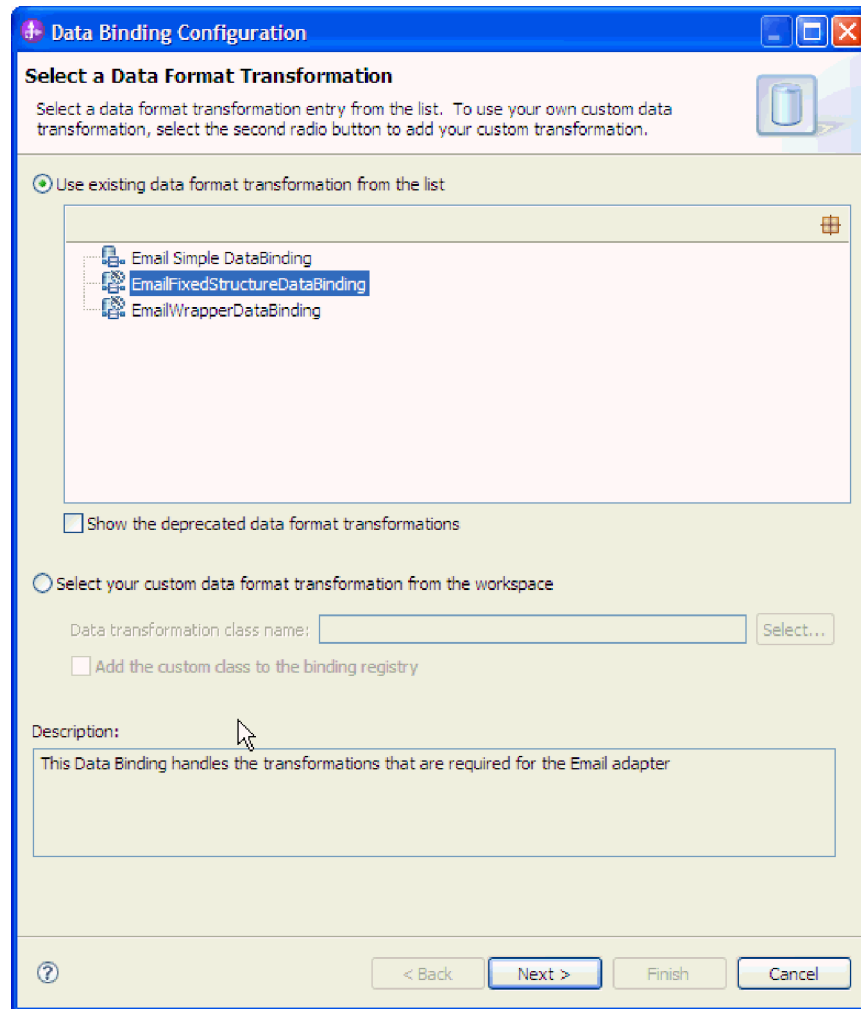 Data Binding Configuration
Select a Data Format Transformation
Select a data format transformation entry from the list. To use your own custom data
transformation, select the second radio button to add your custom transformation.
Use existing data format transformation from the list
Email Simple DataBinding
EmailFixedStructureDataBinding
EmailWrapperDataBinding
Show the deprecated data format transformations
Select your custom data format transformation from the workspace
Data transformation class name:
Select...
Add the custom class to the binding registry
Description:
This Data Binding handles the transformations that are required for the Email adapter
?
< Back
Next >
Finish
Cancel